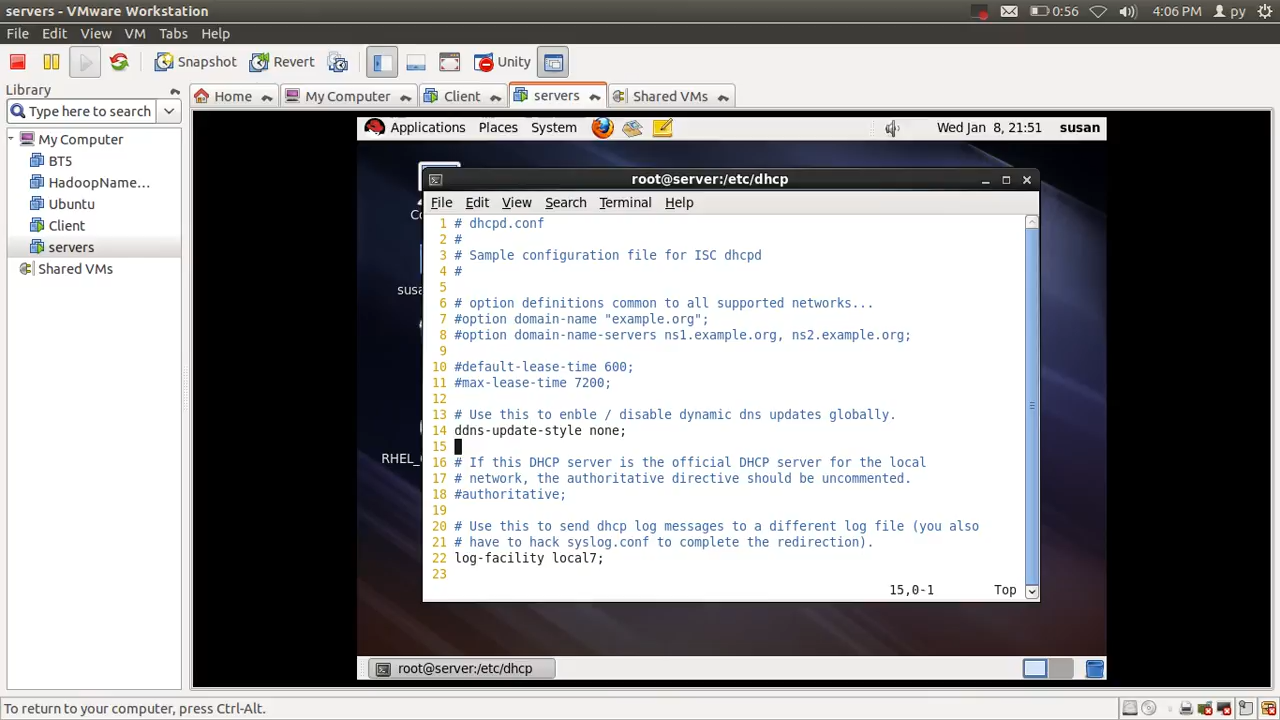 servers - VMware Workstation
0:56
4:06 PM
py
File Edit View VM Tabs Help
Snapshot Revert Unity
Library
Type here to search
My Computer
BT5
HadoopName...
Ubuntu
Client
servers
Shared VMs
Home My Computer Client servers Shared VMs
Applications Places System Wed Jan 8, 21:51 susan
Co
susa
RHEL_
root@server:/etc/dhcp
File Edit View Search Terminal Help
1 # dhcpd.conf
2 #
3 # Sample configuration file for ISC dhcpd
4 #
5
6 # option definitions common to all supported networks...
7 #option domain-name "example.org";
8 #option domain-name-servers ns1.example.org, ns2.example.org;
9
10 #default-lease-time 600;
11 #max-lease-time 7200;
12
13 # Use this to enble / disable dynamic dns updates globally.
14 ddns-update-style none;
15
16 # If this DHCP server is the official DHCP server for the local
17 # network, the authoritative directive should be uncommented.
18 #authoritative;
19
20 # Use this to send dhcp log messages to a different log file (you also
21 # have to hack syslog.conf to complete the redirection).
22 log-facility local7;
23
15,0-1 Top
root@server:/etc/dhcp
To return to your computer, press Ctrl-Alt.